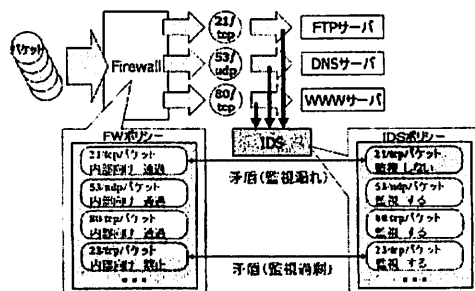 パケット
Firewall
21/
tcp
53/
udp
80/
tcp
FTPサーバ
DNSサーバ
WWWサーバ
IDS
FWポリシー
21/tcpパケット
内部向け 通過
53/udpパケット
内部向け 通過
80/tcpパケット
内部向け 通過
23/tcpパケット
内部向け 禁止
矛盾(監視漏れ)
矛盾(監視過剰)
IDSポリシー
21/tcpパケット
監視 しない
53/udpパケット
監視 する
80/tcpパケット
監視 する
23/tcpパケット
監視 する